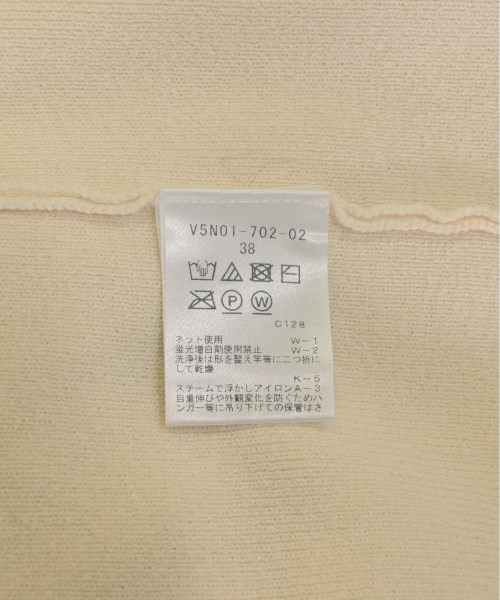 V5N01-702-02
38
P W
C128
ネット使用 W-1
蛍光増白剤使用禁止 W-2
洗浄後は形を整え竿等に二つ折に
して乾燥
K-5
スチームで浮かしアイロンA-3
自重伸びや外観変化を防ぐためハ
ンガー等に吊り下げての保管はさ